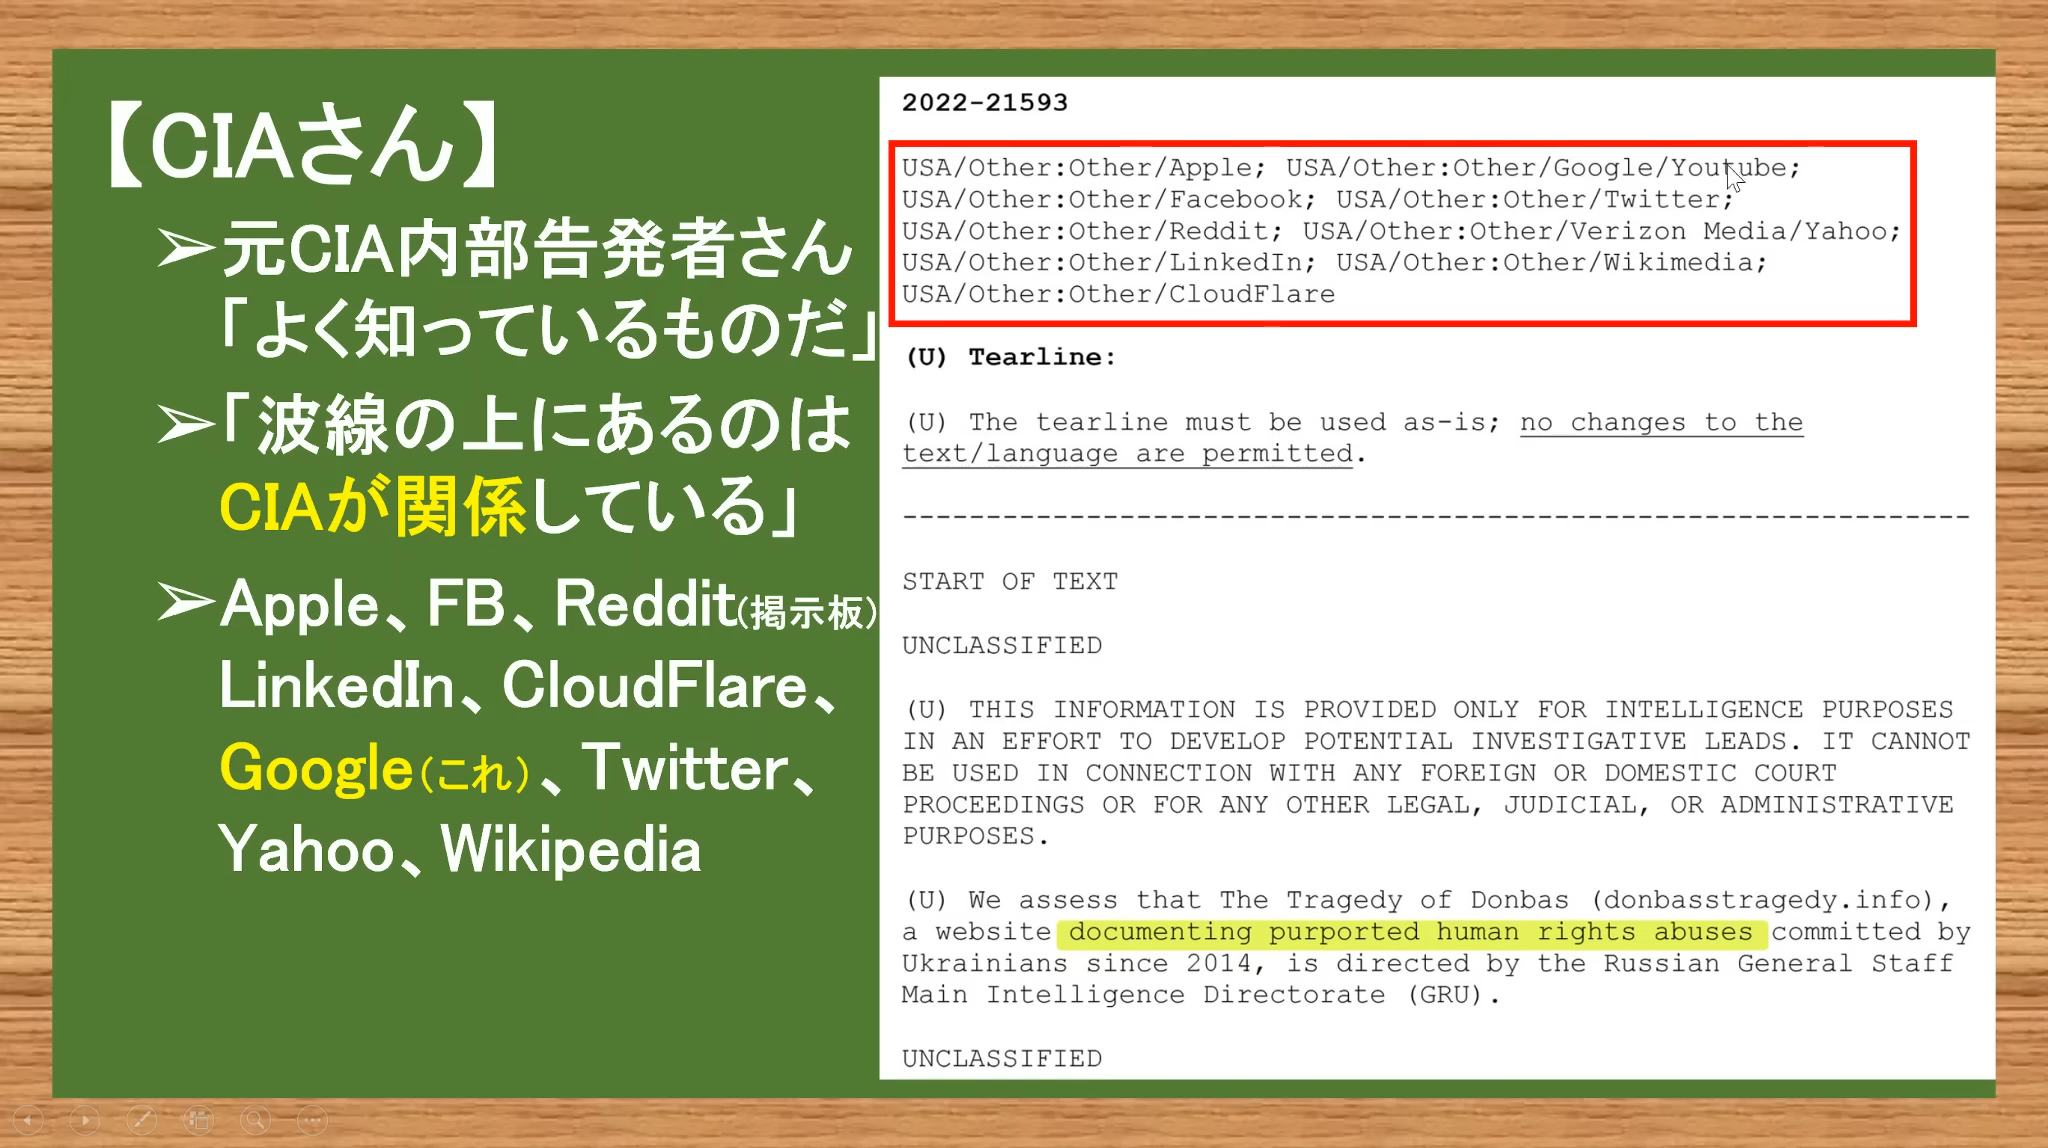 【CIAさん】
➢元CIA内部告発者さん
「よく知っているものだ」
➢「波線の上にあるのは
CIAが関係している」
➢Apple、FB、Reddit(掲示板)
LinkedIn、CloudFlare、
Google(これ)、Twitter、
Yahoo、Wikipedia
2022-21593
USA/Other:Other/Apple; USA/Other:Other/Google/Youtube;
USA/Other:Other/Facebook; USA/Other:Other/Twitter;
USA/Other:Other/Reddit; USA/Other:Other/Verizon Media/Yahoo;
USA/Other:Other/LinkedIn; USA/Other:Other/Wikimedia;
USA/Other:Other/CloudFlare
(U) Tearline:
(U) The tearline must be used as-is; no changes to the
text/language are permitted.
----------------------------------------------------------------
START OF TEXT
UNCLASSIFIED
(U) THIS INFORMATION IS PROVIDED ONLY FOR INTELLIGENCE PURPOSES
IN AN EFFORT TO DEVELOP POTENTIAL INVESTIGATIVE LEADS. IT CANNOT
BE USED IN CONNECTION WITH ANY FOREIGN OR DOMESTIC COURT
PROCEEDINGS OR FOR ANY OTHER LEGAL, JUDICIAL, OR ADMINISTRATIVE
PURPOSES.
(U) We assess that The Tragedy of Donbas (donbasstragedy.info),
a website documenting purported human rights abuses committed by
Ukrainians since 2014, is directed by the Russian General Staff
Main Intelligence Directorate (GRU).
UNCLASSIFIED